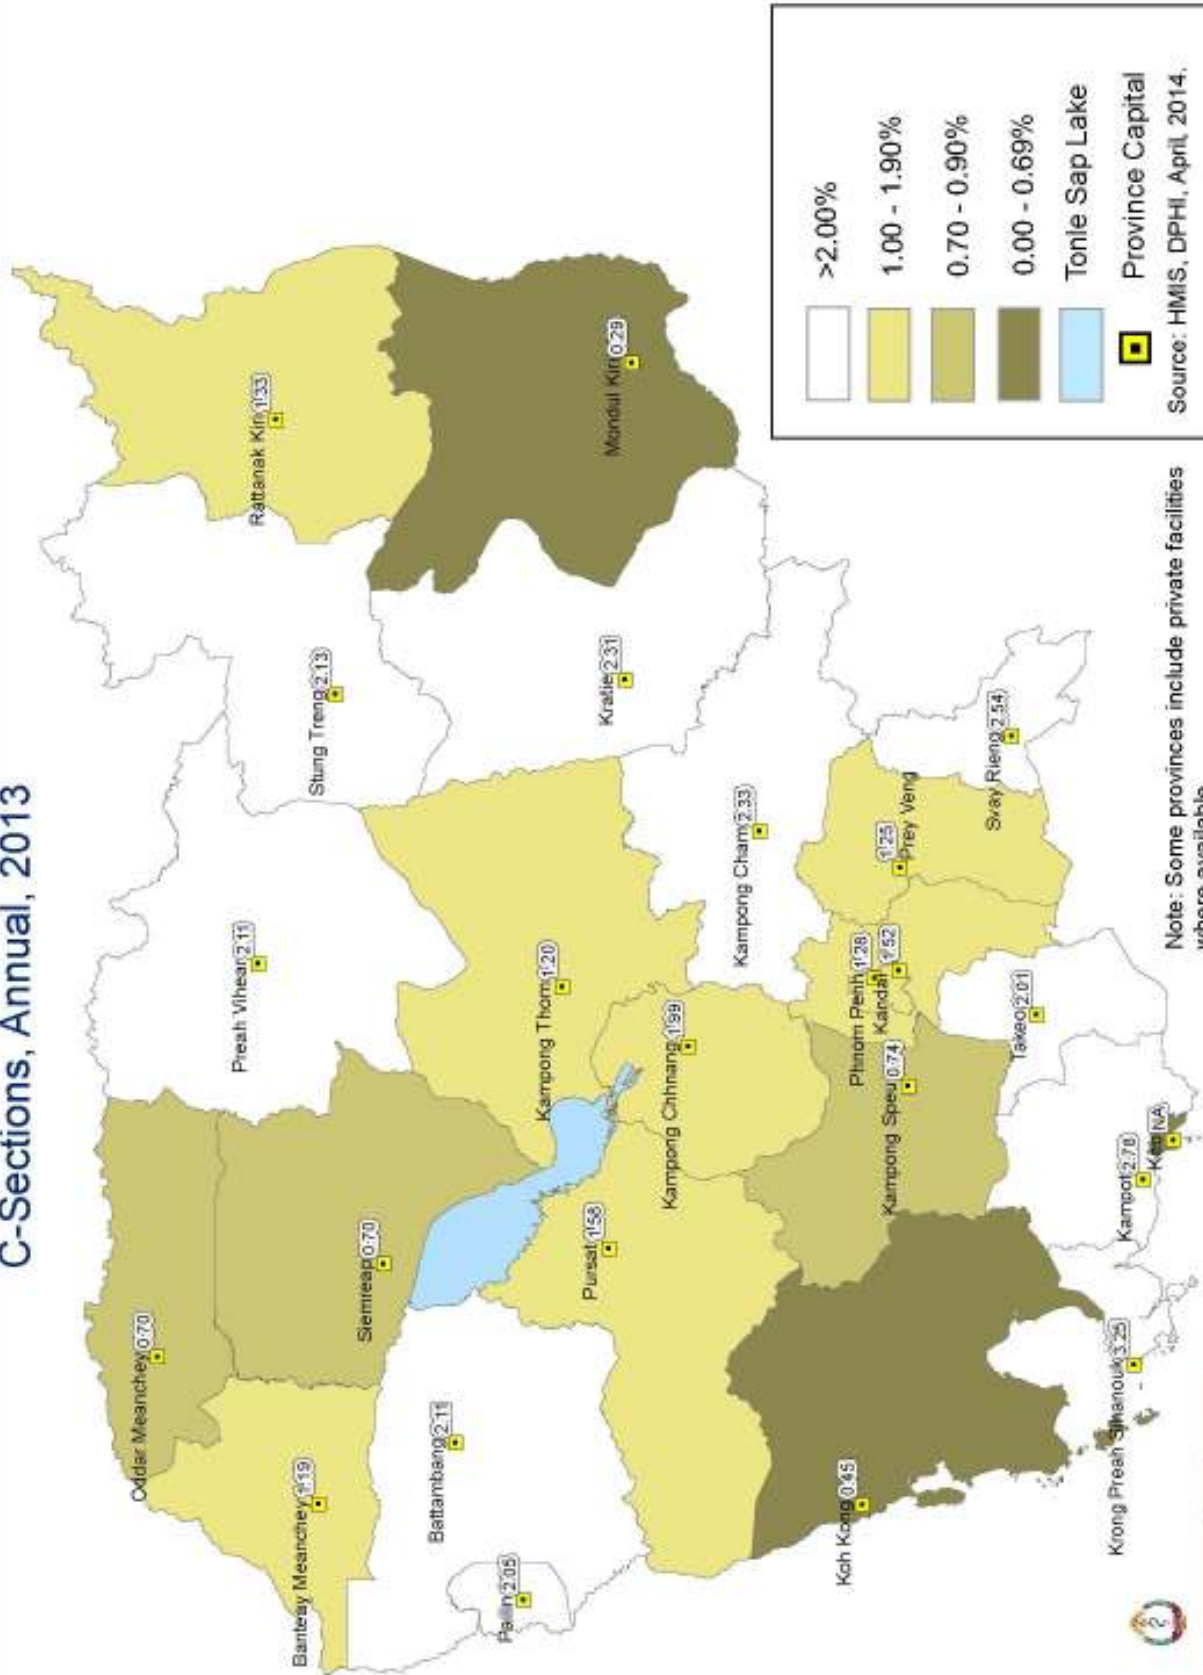 C-Sections, Annual, 2013
Oddar Meanchey 0.70
Banteay Meanchey 1.19
Siemreap 0.70
Preah Vihear 2.11
Stung Treng 2.13
Rattanak Kiri 1.33
Battambang 2.11
Pailin 2.05
Pursat 1.58
Kampong Thom 1.20
Kratie 2.31
Mondul Kiri 0.29
Kampong Chhnang 1.99
Kampong Cham 2.33
Koh Kong 0.45
Kampong Speu 0.74
Phnom Penh 1.28
Kandal 1.52
1.25
Prey Veng
Svay Rieng 2.54
Takeo 2.01
Kampot 2.78
Kep NA
Krong Preah Sihanouk 3.25
>2.00%
1.00 - 1.90%
0.70 - 0.90%
0.00 - 0.69%
Tonle Sap Lake
Province Capital
Source: HMIS, DPHI, April, 2014.
Note: Some provinces include private facilities
where available